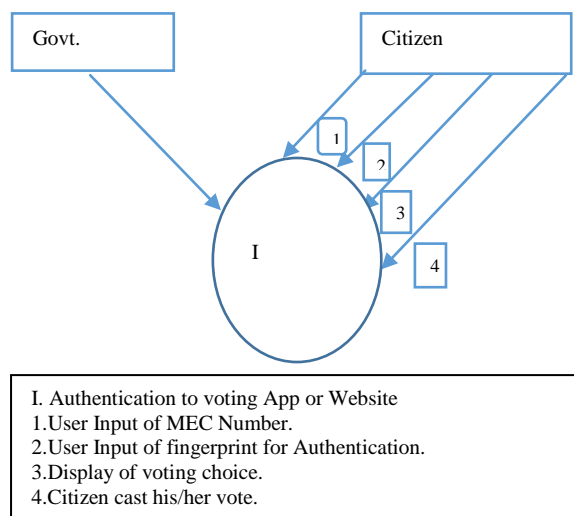 Govt.
Citizen
1
2
3
4
I
I. Authentication to voting App or Website
1.User Input of MEC Number.
2.User Input of fingerprint for Authentication.
3.Display of voting choice.
4.Citizen cast his/her vote.